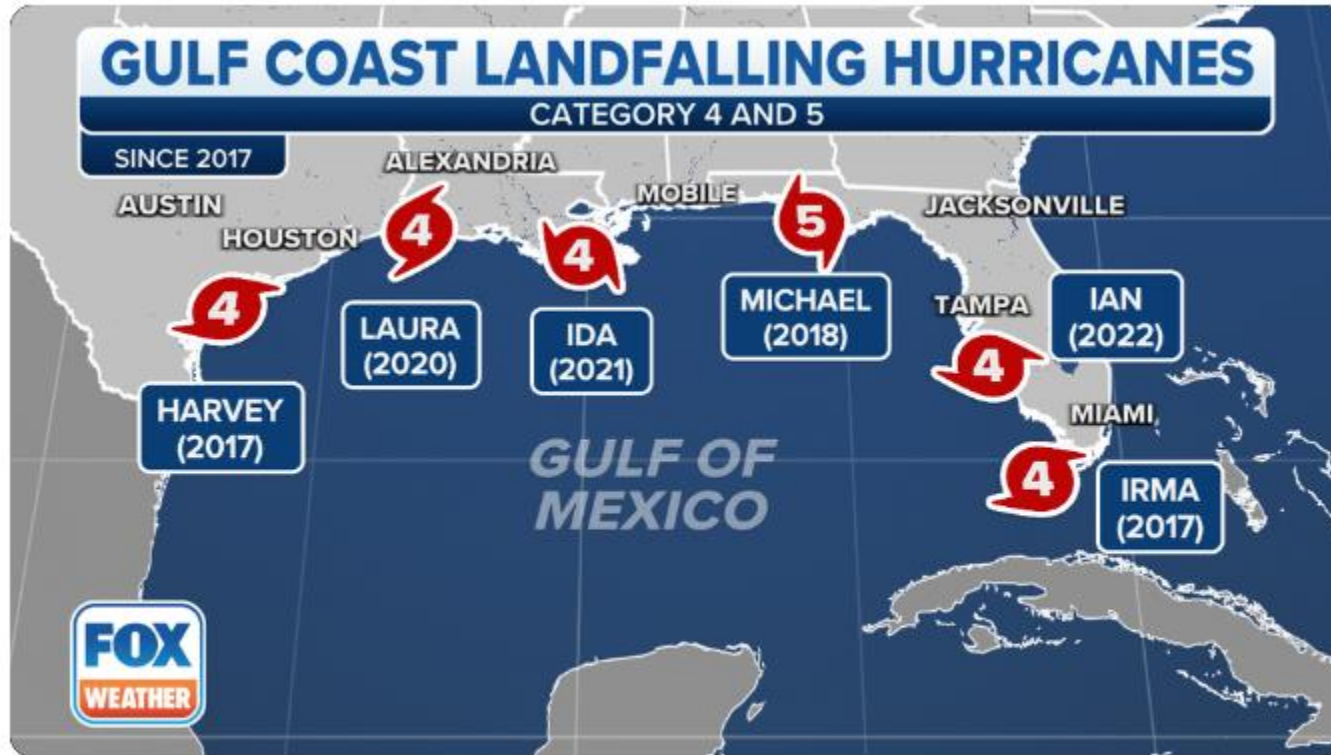 GULF COAST LANDFALLING HURRICANES
CATEGORY 4 AND 5
SINCE 2017
ALEXANDRIA
AUSTIN
MOBILE
JACKSONVILLE
HOUSTON
4
4
5
4
HARVEY
(2017)
LAURA
(2020)
IDA
(2021)
MICHAEL
(2018)
TAMPA
IAN
(2022)
4
MIAMI
4
IRMA
(2017)
GULF OF
MEXICO
FOX
WEATHER